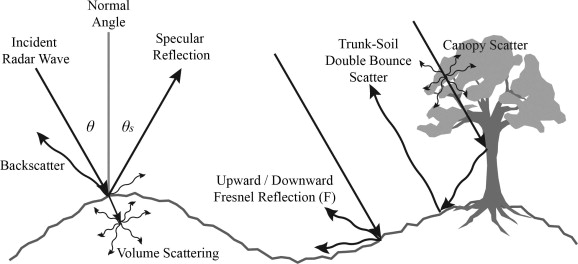 Normal
Angle
Incident
Radar Wave
Specular
Reflection
θ
θs
Backscatter
Volume Scattering
Trunk-Soil
Double Bounce
Scatter
Canopy Scatter
Upward / Downward
Fresnel Reflection (F)